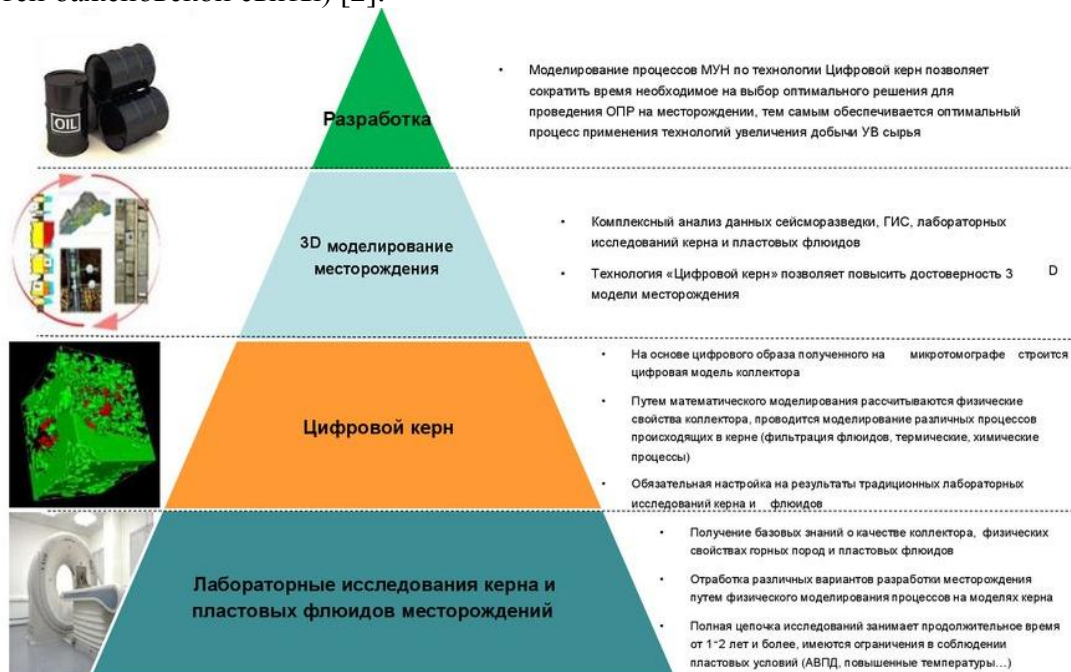 [2].
OIL
Разработка
• Моделирование процессов МУН по технологии Цифровой керн позволяет
сократить время необходимое на выбор оптимального решения для
проведения ОПР на месторождении, тем самым обеспечивается оптимальный
процесс применения технологий увеличения добычи УВ сырья
3D моделирование
месторождения
• Комплексный анализ данных сейсморазведки, ГИС, лабораторных
исследований керна и пластовых флюидов
• Технология «Цифровой керн» позволяет повысить достоверность 3 D
модели месторождения
Цифровой керн
• На основе цифрового образа полученного на микротомографе строится
цифровая модель коллектора
• Путем математического моделирования рассчитываются физические
свойства коллектора, проводится моделирование различных процессов
происходящих в керне (фильтрация флюидов, термические, химические
процессы)
• Обязательная настройка на результаты традиционных лабораторных
исследований керна и флюидов
Лабораторные исследования керна и
пластовых флюидов месторождений
• Получение базовых знаний о качестве коллектора, физических
свойствах горных пород и пластовых флюидов
• Отработка различных вариантов разработки месторождения
путем физического моделирования процессов на моделях керна
• Полная цепочка исследований занимает продолжительное время
от 1-2 лет и более, имеются ограничения в соблюдении
пластовых условий (АВПД, повышенные температуры...)